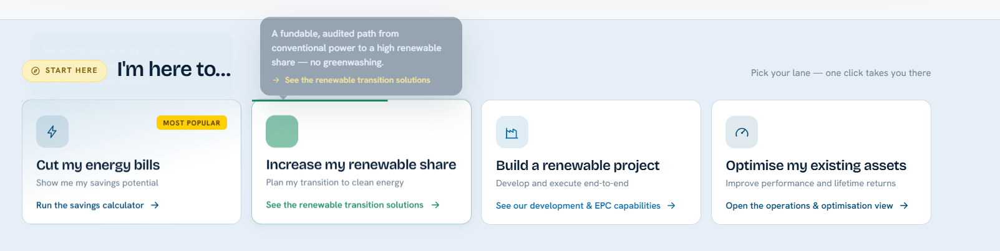 A fundable, audited path from
conventional power to a high renewable
share — no greenwashing.
→ See the renewable transition solutions
START HERE
I'm here to...
Pick your lane — one click takes you there
MOST POPULAR
Cut my energy bills
Show me my savings potential
Run the savings calculator →
Increase my renewable share
Plan my transition to clean energy
See the renewable transition solutions →
Build a renewable project
Develop and execute end-to-end
See our development & EPC capabilities →
Optimise my existing assets
Improve performance and lifetime returns
Open the operations & optimisation view →